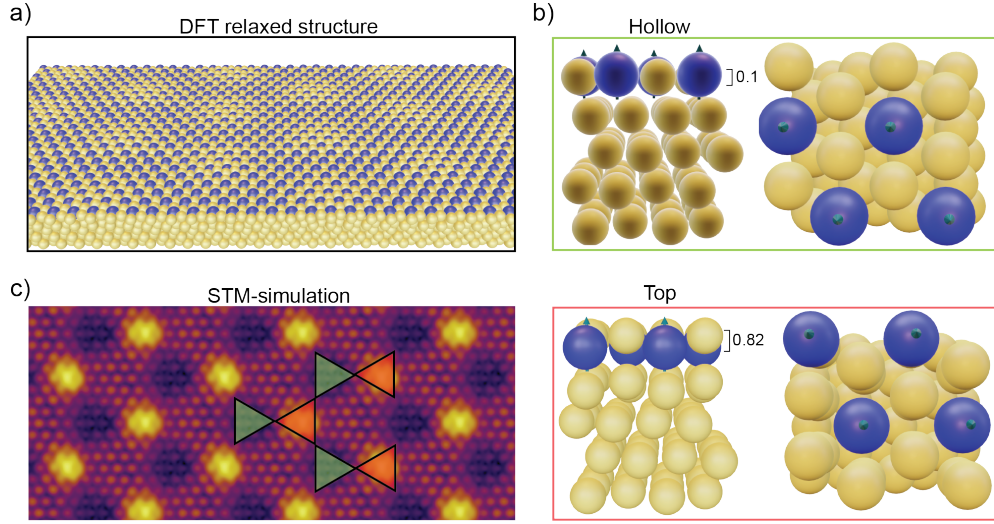 a)
DFT relaxed structure
b)
Hollow
0.1
c)
STM-simulation
Top
0.82